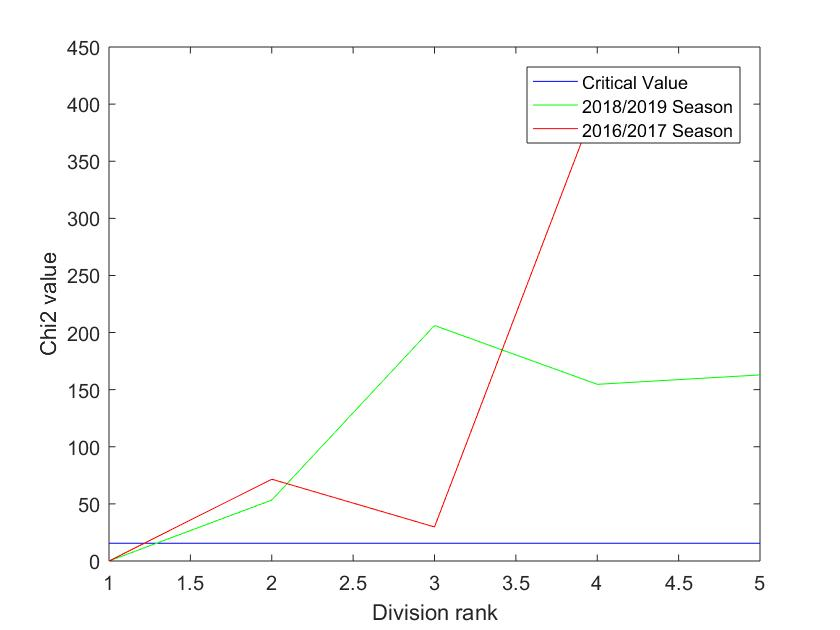 450
400
350
300
250
200
150
100
50
0
Chi2 value
Critical Value
2018/2019 Season
2016/2017 Season
1 1.5 2 2.5 3 3.5 4 4.5 5
Division rank